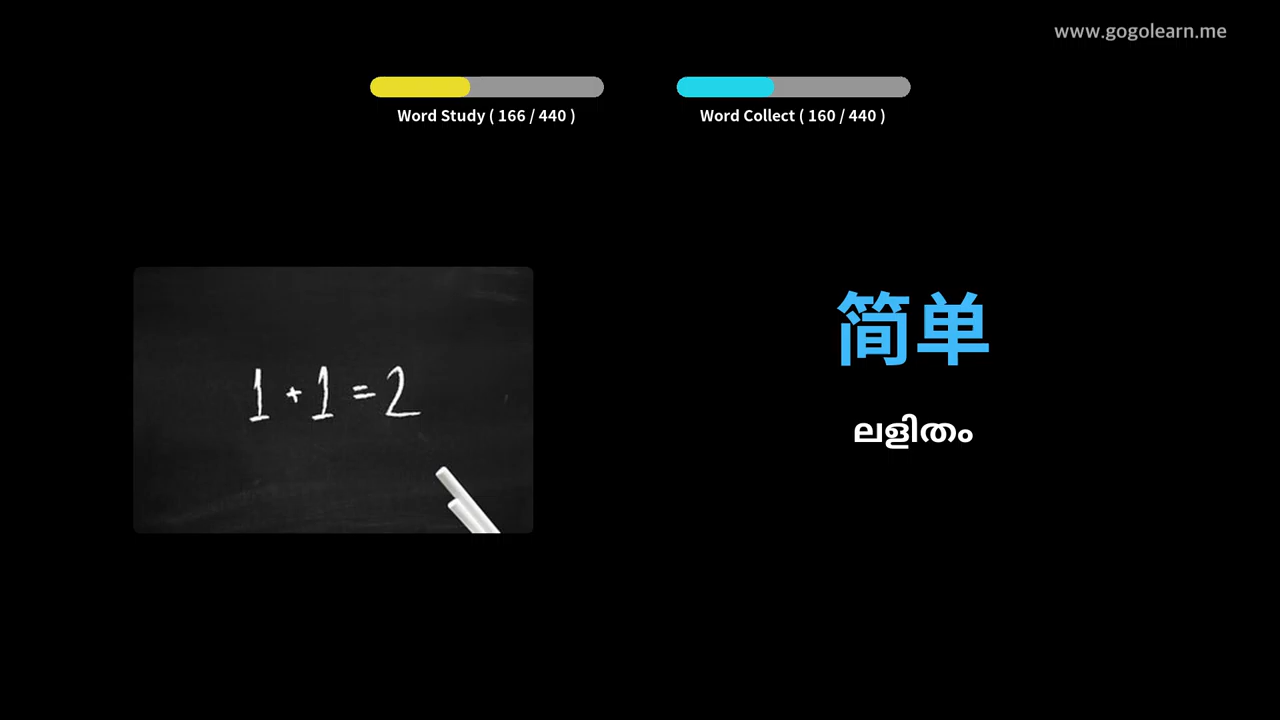 www.gogolearn.me
Word Study ( 166 / 440 )
Word Collect ( 160 / 440 )
1 + 1 = 2
简单
ലളിതം